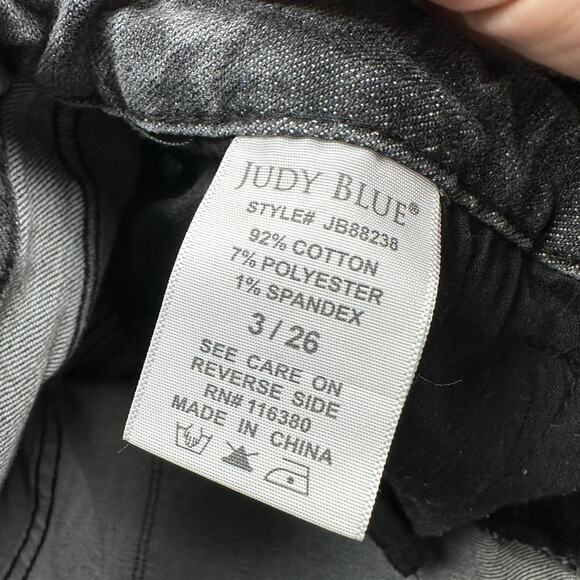 JUDY BLUE®
STYLE# JB88238
92% COTTON
7% POLYESTER
1% SPANDEX
3 / 26
SEE CARE ON
REVERSE SIDE
RN# 116380
MADE IN CHINA